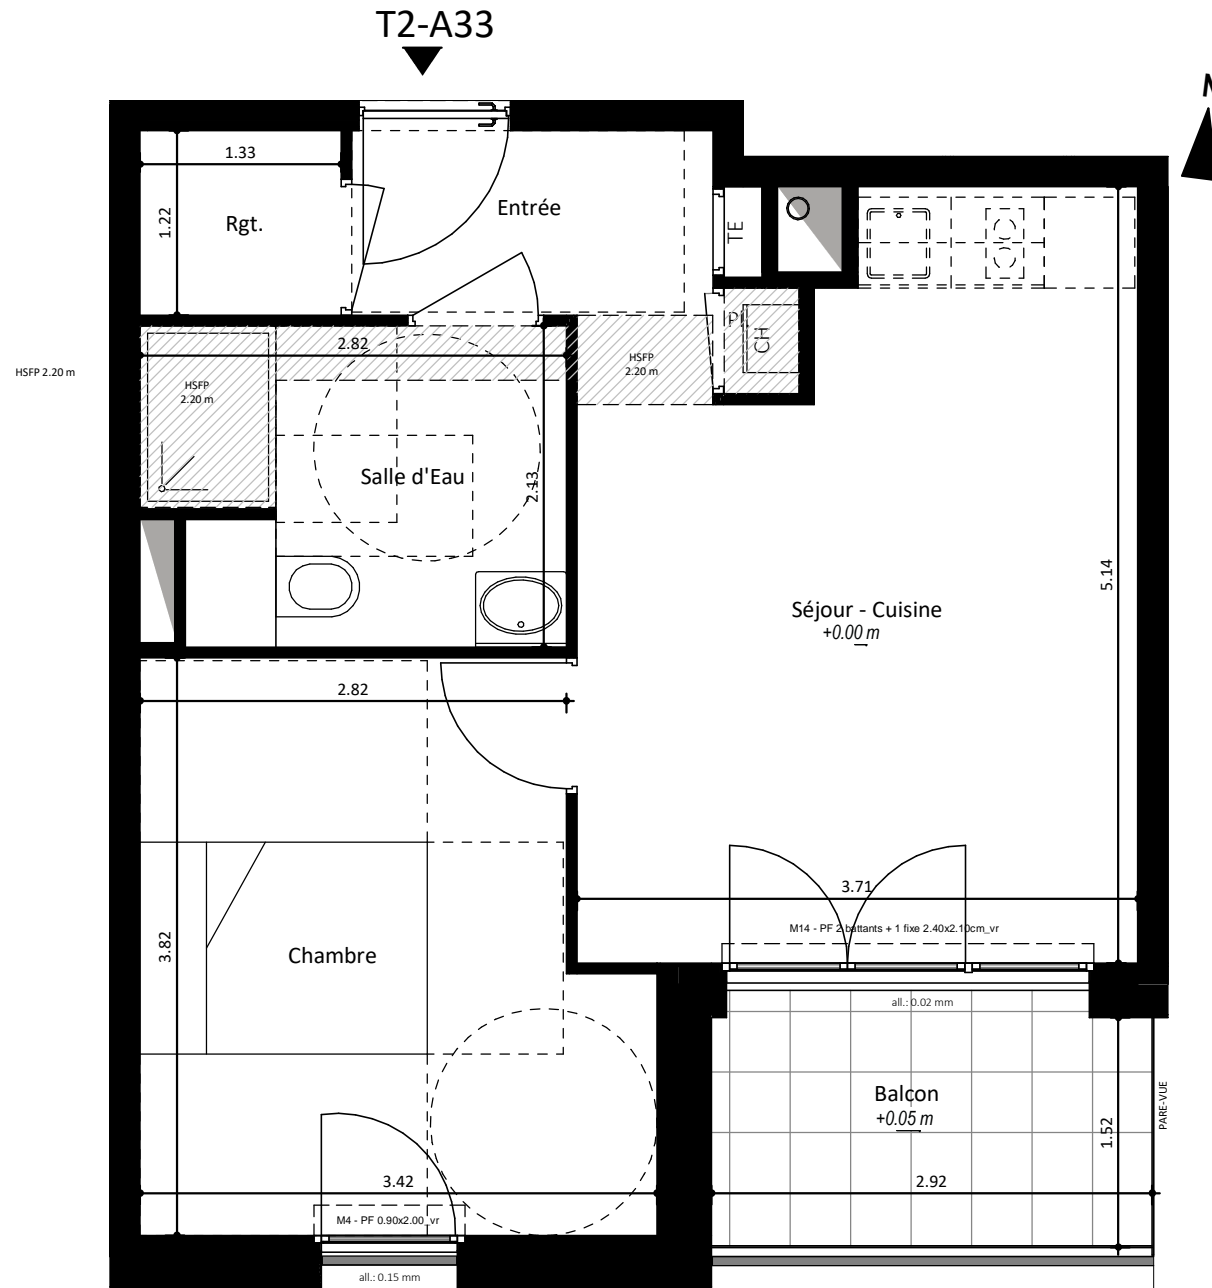 T2-A33
N
1.33
1.22
Rgt.
Entrée
TE
2.82
HSFP 2.20 m
HSFP
2.20 m
HSFP
2.20 m
CH
Salle d'Eau
2.13
5.14
Séjour - Cuisine
+0.00 m
2.82
3.71
M14 - PF 2 battants + 1 fixe 2.40x2.10cm_vr
3.82
Chambre
all.: 0.02 mm
Balcon
+0.05 m
PARE-VUE
1.52
3.42
2.92
M4 - PF 0.90x2.00_vr
all.: 0.15 mm